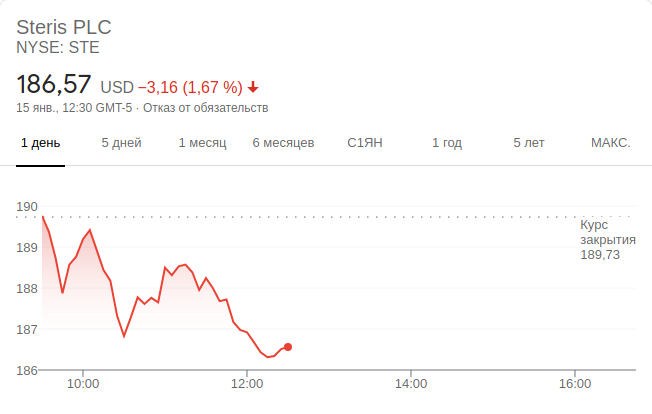 Steris PLC
NYSE: STE
186,57 USD −3,16 (1,67 %)
15 янв., 12:30 GMT-5 · Отказ от обязательств
1 день 5 дней 1 месяц 6 месяцев С1ЯН 1 год 5 лет МАКС.
190
Курс
закрытия
189,73
189
188
187
186
10:00 12:00 14:00 16:00